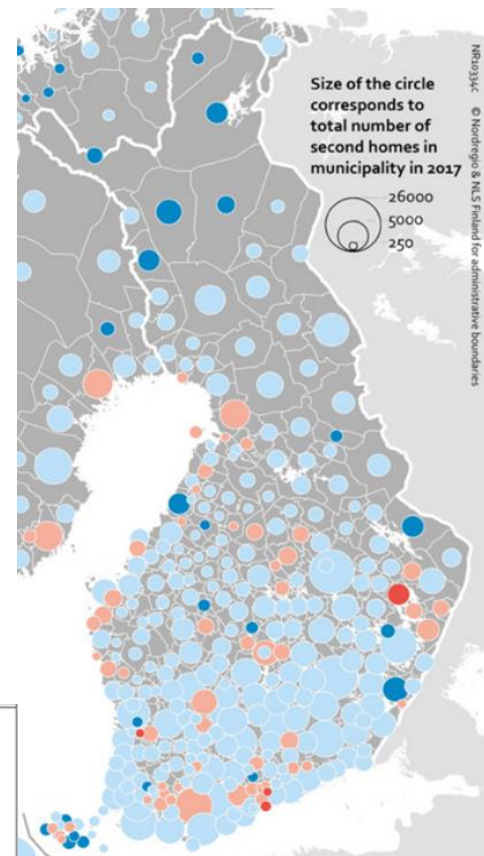 Size of the circle
corresponds to
total number of
second homes in
municipality in 2017
26000
5000
250
NR10334c © Nordregio & NLS Finland for administrative boundaries